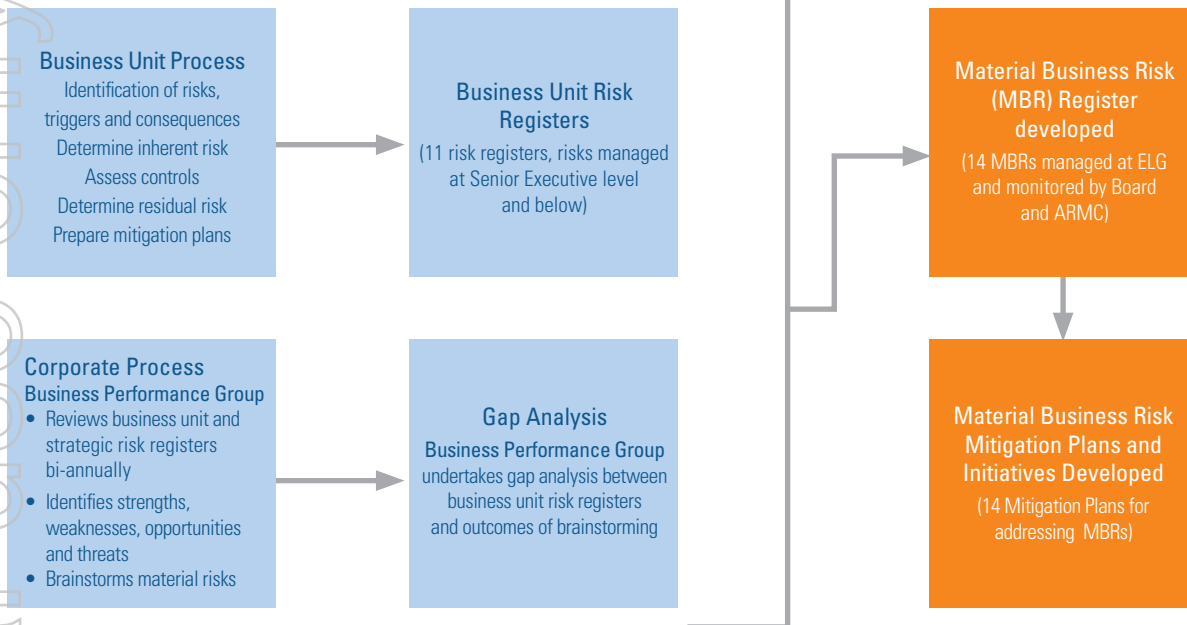 Business Unit Process
Identification of risks,
triggers and consequences
Determine inherent risk
Assess controls
Determine residual risk
Prepare mitigation plans
Business Unit Risk
Registers
(11 risk registers, risks managed
at Senior Executive level
and below)
Material Business Risk
(MBR) Register
developed
(14 MBRs managed at ELG
and monitored by Board
and ARMC)
Corporate Process
Business Performance Group
• Reviews business unit and
strategic risk registers
bi-annually
• Identifies strengths,
weaknesses, opportunities
and threats
• Brainstorms material risks
Gap Analysis
Business Performance Group
undertakes gap analysis between
business unit risk registers
and outcomes of brainstorming
Material Business Risk
Mitigation Plans and
Initiatives Developed
(14 Mitigation Plans for
addressing MBRs)